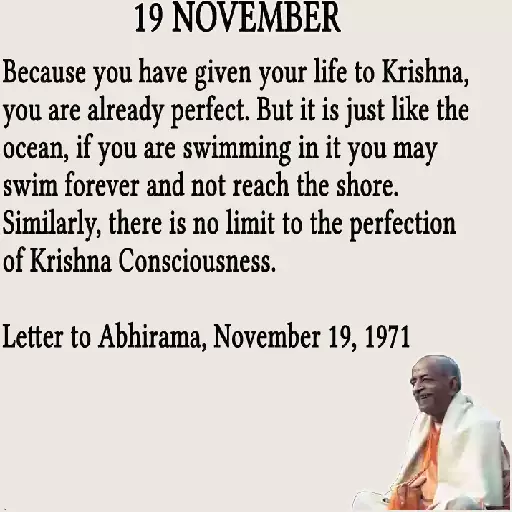 19 NOVEMBER
Because you have given your life to Krishna,
you are already perfect. But it is just like the
ocean, if you are swimming in it you may
swim forever and not reach the shore.
Similarly, there is no limit to the perfection
of Krishna Consciousness.
Letter to Abhirama, November 19, 1971